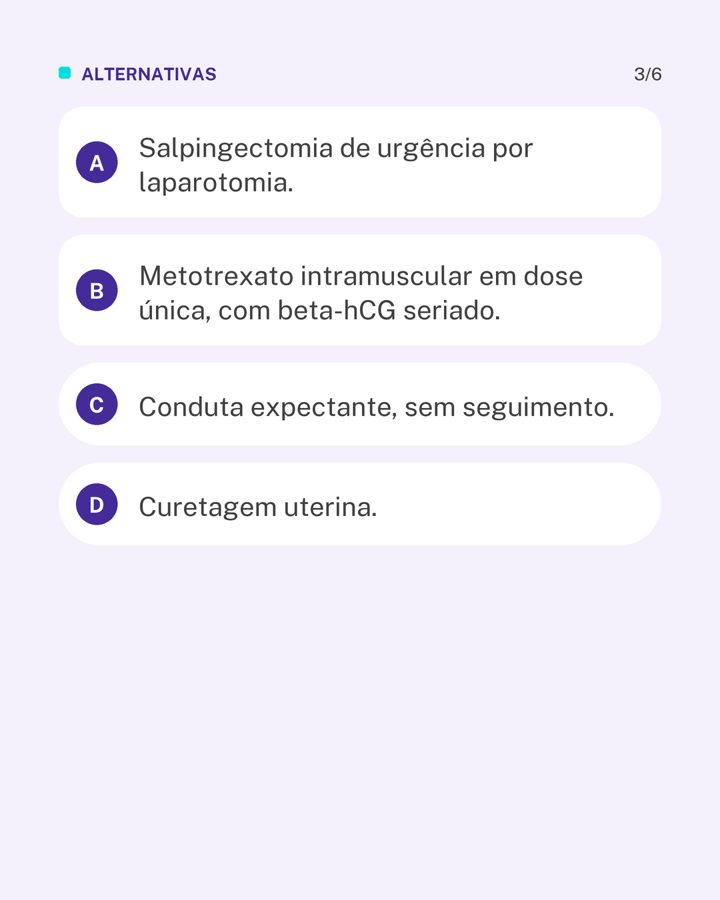 ALTERNATIVAS
3/6
A
Salpingectomia de urgência por
laparotomia.
B
Metotrexato intramuscular em dose
única, com beta-hCG seriado.
C
Conduta expectante, sem seguimento.
D
Curetagem uterina.